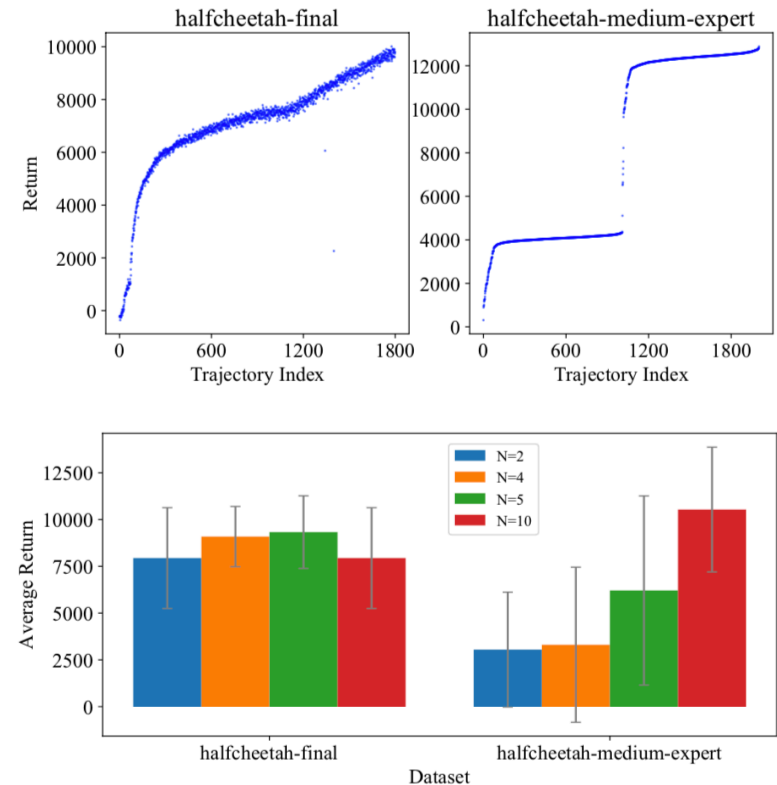 halfcheetah-final
Return
10000
8000
6000
4000
2000
0
0 600 1200 1800
Trajectory Index
halfcheetah-medium-expert
12000
10000
8000
6000
4000
2000
0
0 600 1200 1800
Trajectory Index
Average Return
12500
10000
7500
5000
2500
0
N=2
N=4
N=5
N=10
halfcheetah-final halfcheetah-medium-expert
Dataset